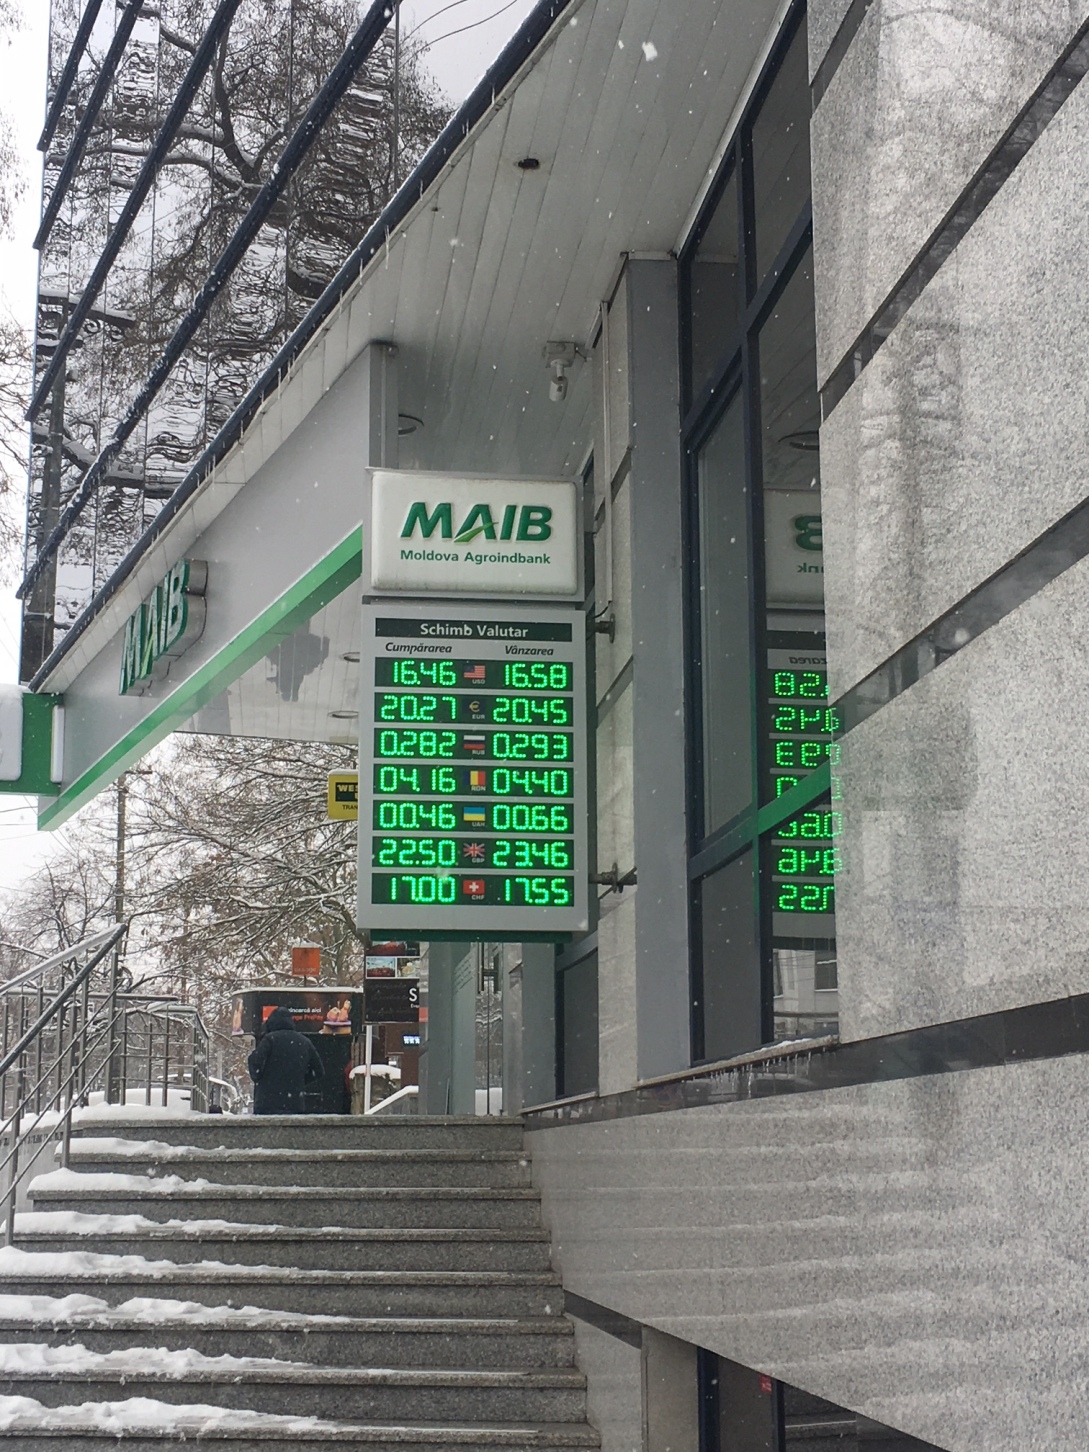 MAIB
Moldova Agroindbank
MAIB
Schimb Valutar
Cumpărarea Vânzarea
16.46 USD 16.58
20.27 EUR 20.45
0.282 RUB 0.293
04.16 RON 04.40
00.46 UAH 00.66
22.50 GBP 23.46
17.00 CHF 17.55